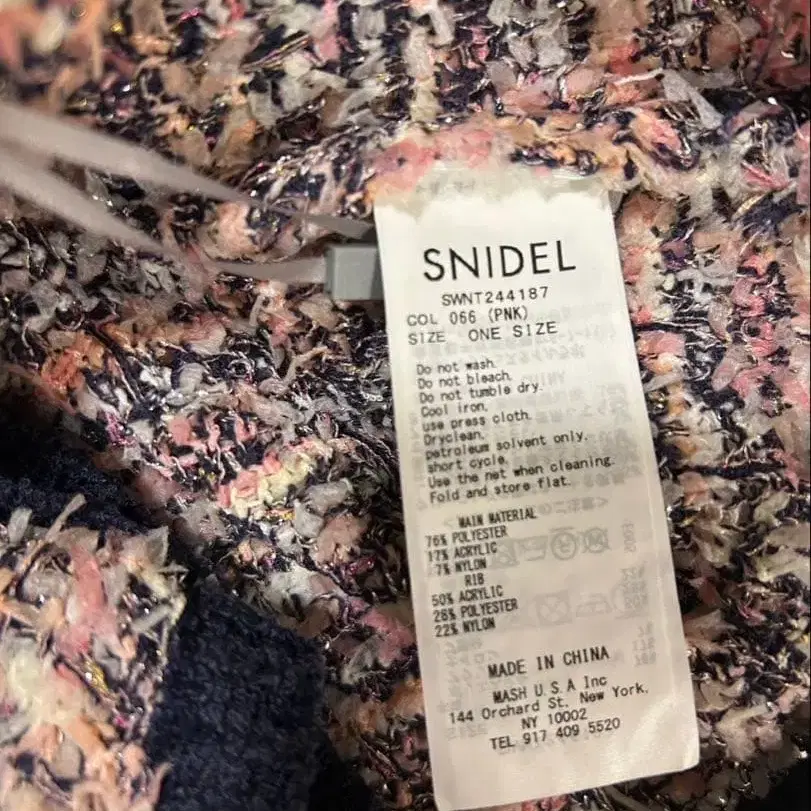 SNIDEL
SWNT244187
COL 066 (PNK)
SIZE ONE SIZE
Do not wash.
Do not bleach.
Do not tumble dry.
Cool iron,
use press cloth.
Dryclean.
petroleum solvent only.
short cycle.
Use the net when cleaning.
Fold and store flat.
MAIN MATERIAL
76% POLYESTER
17% ACRYLIC
7% NYLON
RIB
50% ACRYLIC
28% POLYESTER
22% NYLON
MADE IN CHINA
MASH U.S.A Inc
144 Orchard St. New York,
NY 10002
TEL 917 409 5520